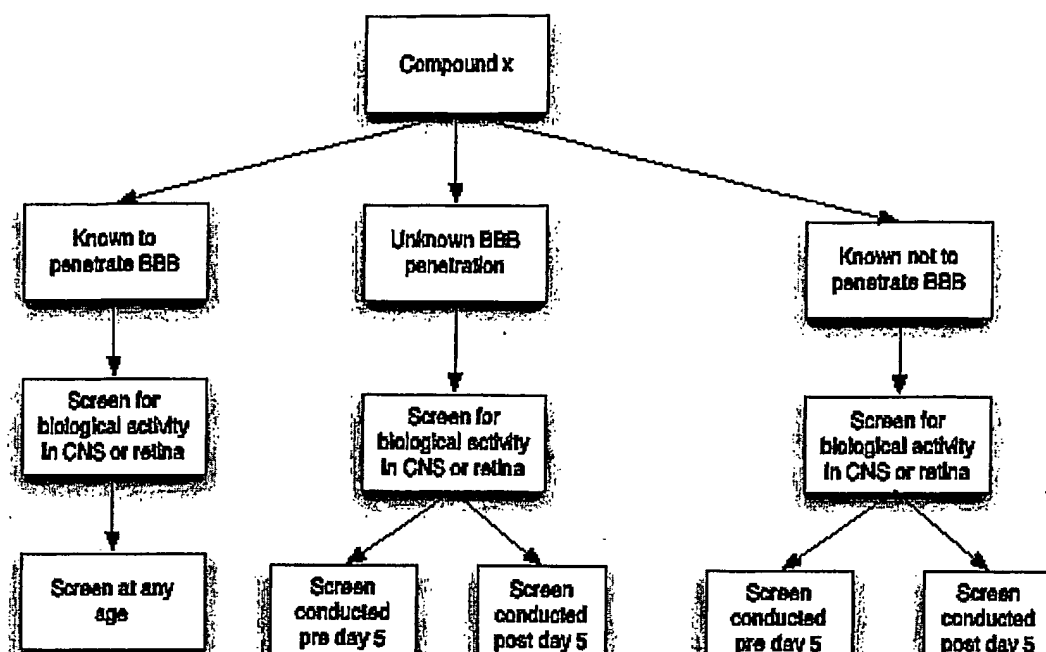 Compound x
Known to
penetrate BBB
Unknown BBB
penetration
Known not to
penetrate BBB
Screen for
biological activity
in CNS or retina
Screen for
biological activity
in CNS or retina
Screen for
biological activity
in CNS or retina
Screen at any
age
Screen
conducted
pre day 5
Screen
conducted
post day 5
Screen
conducted
pre day 5
Screen
conducted
post day 5